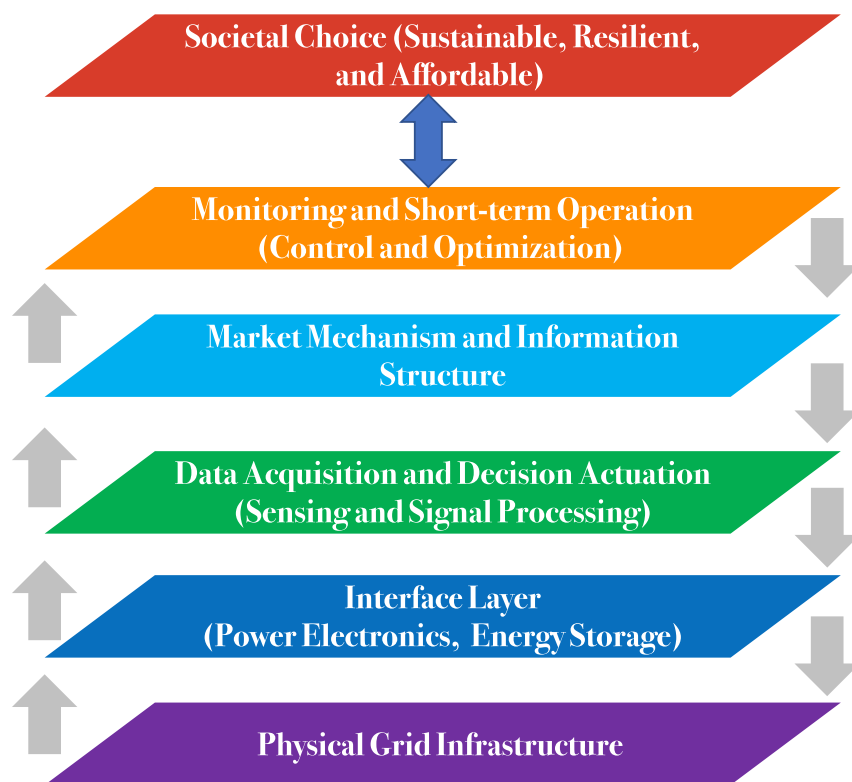 Societal Choice (Sustainable, Resilient,
and Affordable)
Monitoring and Short-term Operation
(Control and Optimization)
Market Mechanism and Information
Structure
Data Acquisition and Decision Actuation
(Sensing and Signal Processing)
Interface Layer
(Power Electronics, Energy Storage)
Physical Grid Infrastructure